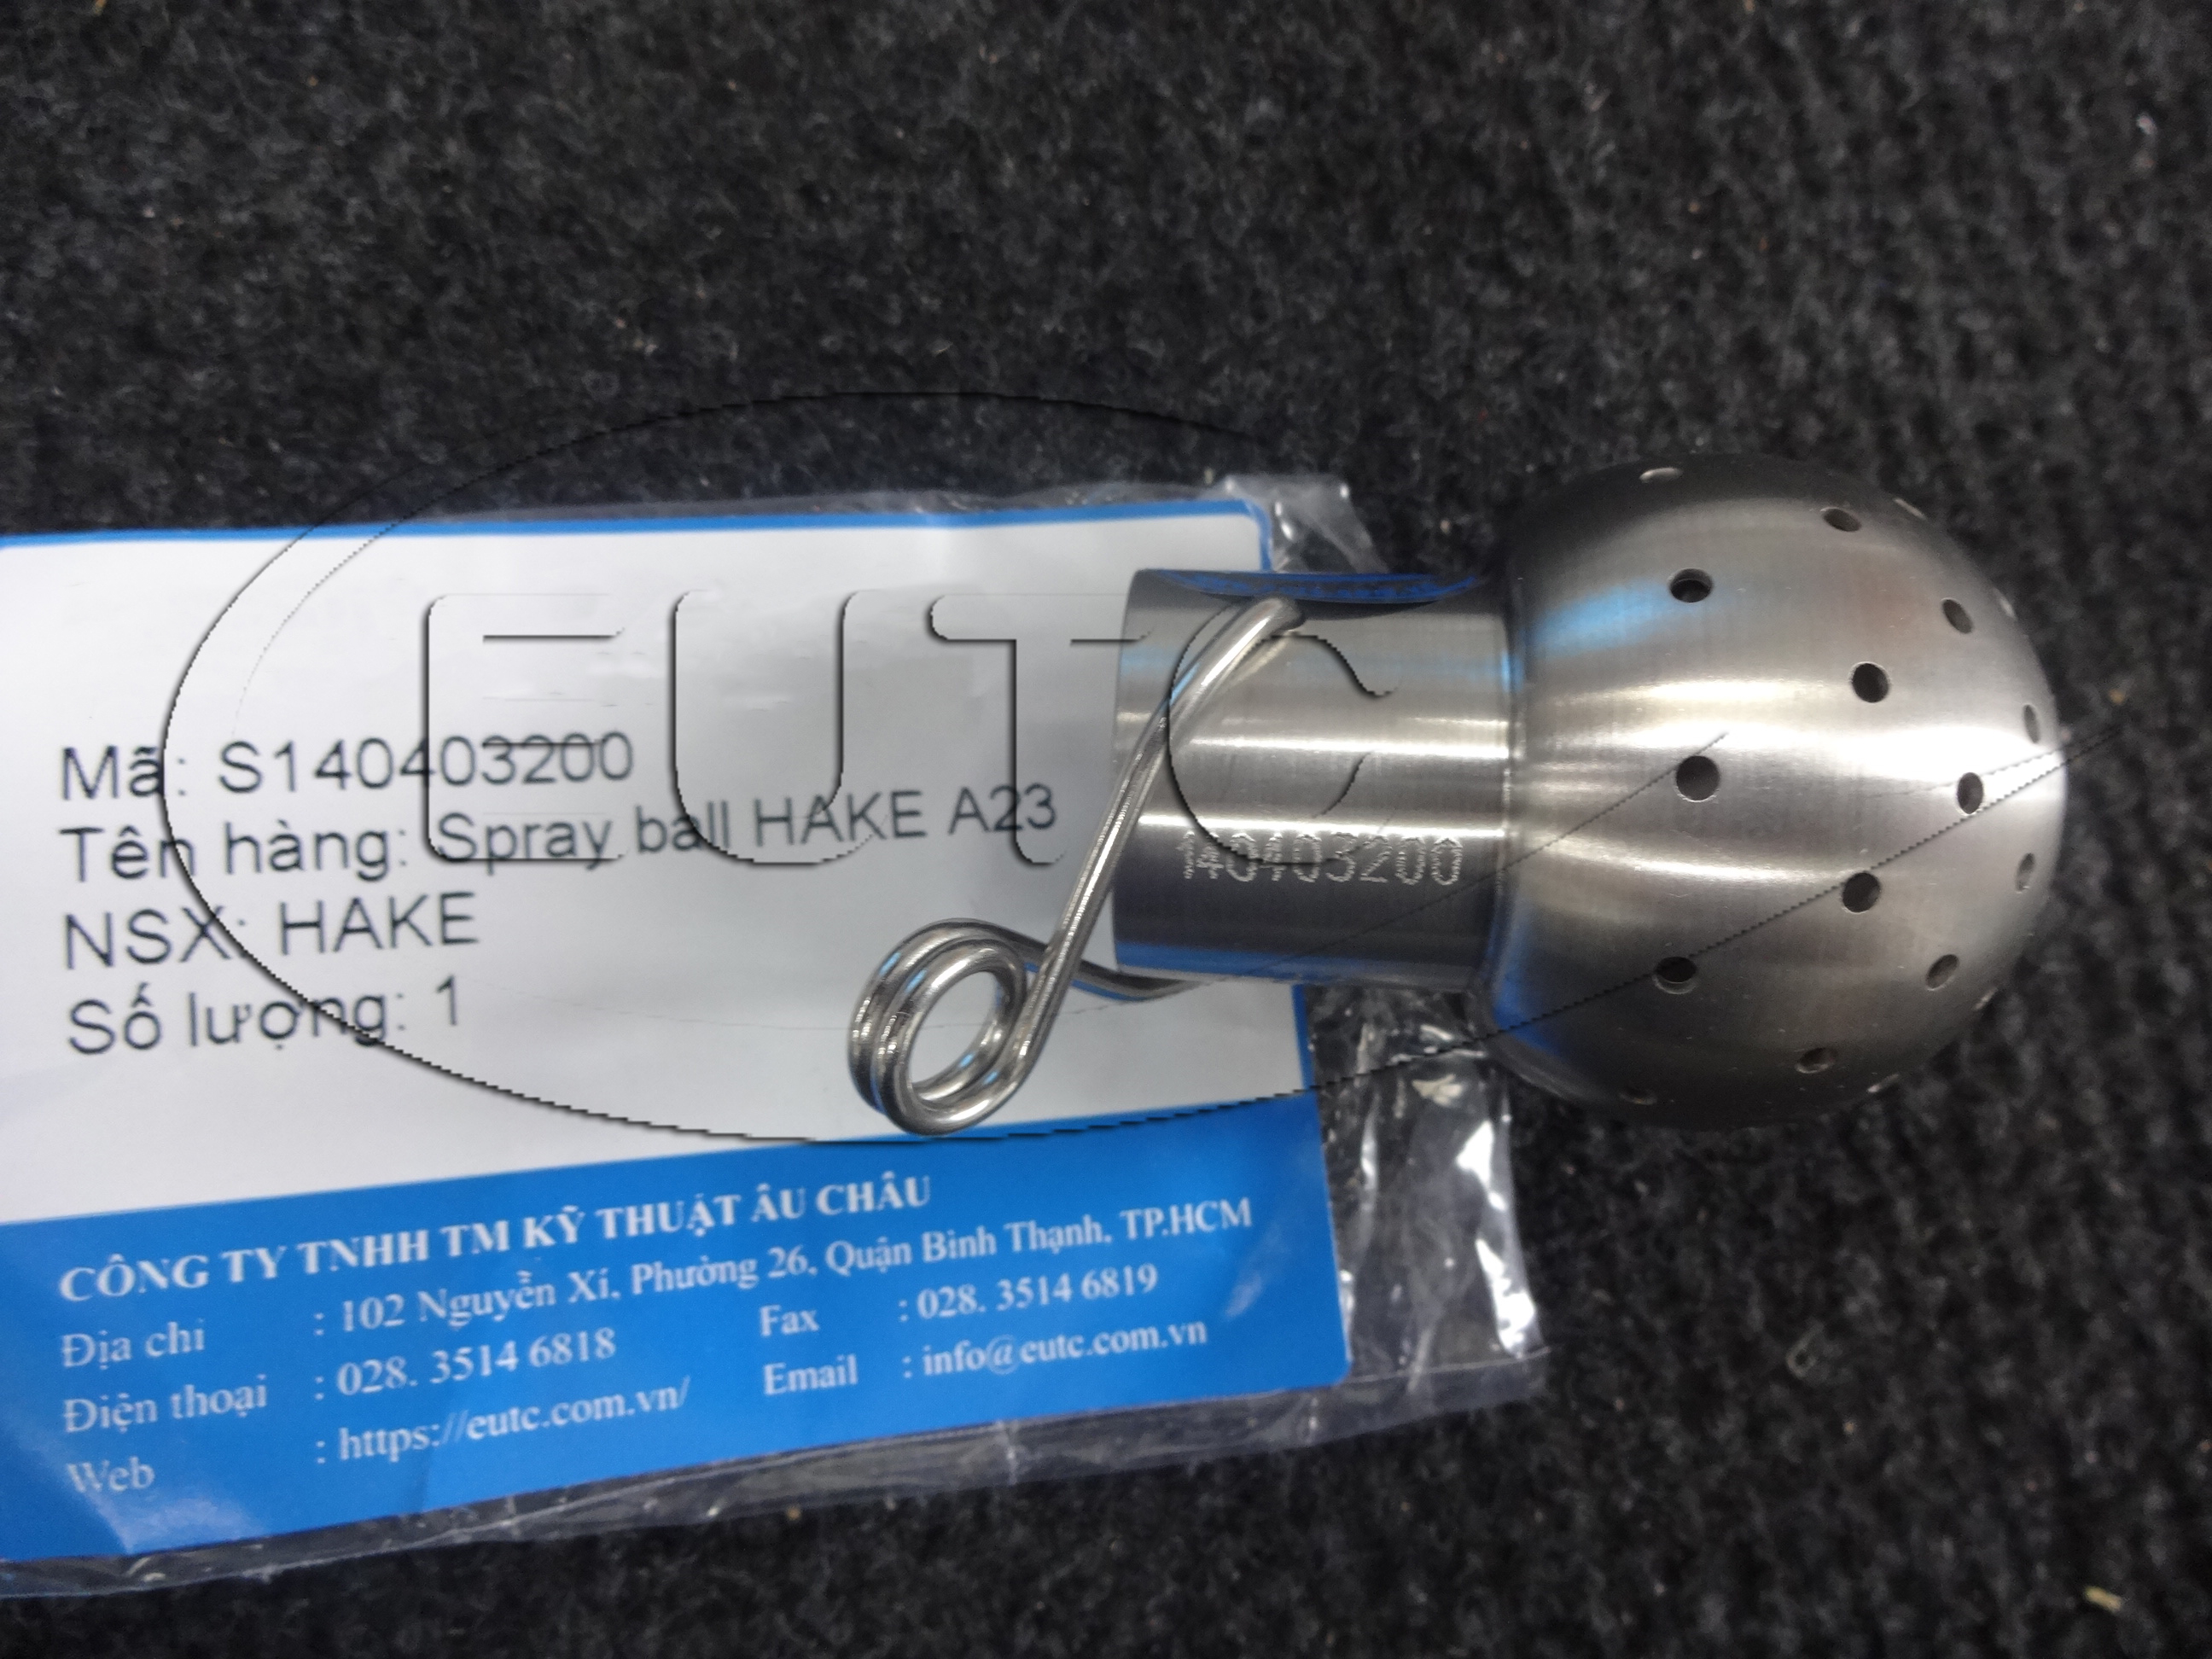 EUTC
Mã: S140403200
Tên hàng: Spray ball HAKE A23
NSX: HAKE
Số lượng: 1
140403200
CÔNG TY TNHH TM KỸ THUẬT ÂU CHÂU
Địa chỉ : 102 Nguyễn Xí, Phường 26, Quận Bình Thạnh, TP.HCM
Điện thoại : 028. 3514 6818 Fax : 028. 3514 6819
Web : https://eutc.com.vn/ Email : info@eutc.com.vn